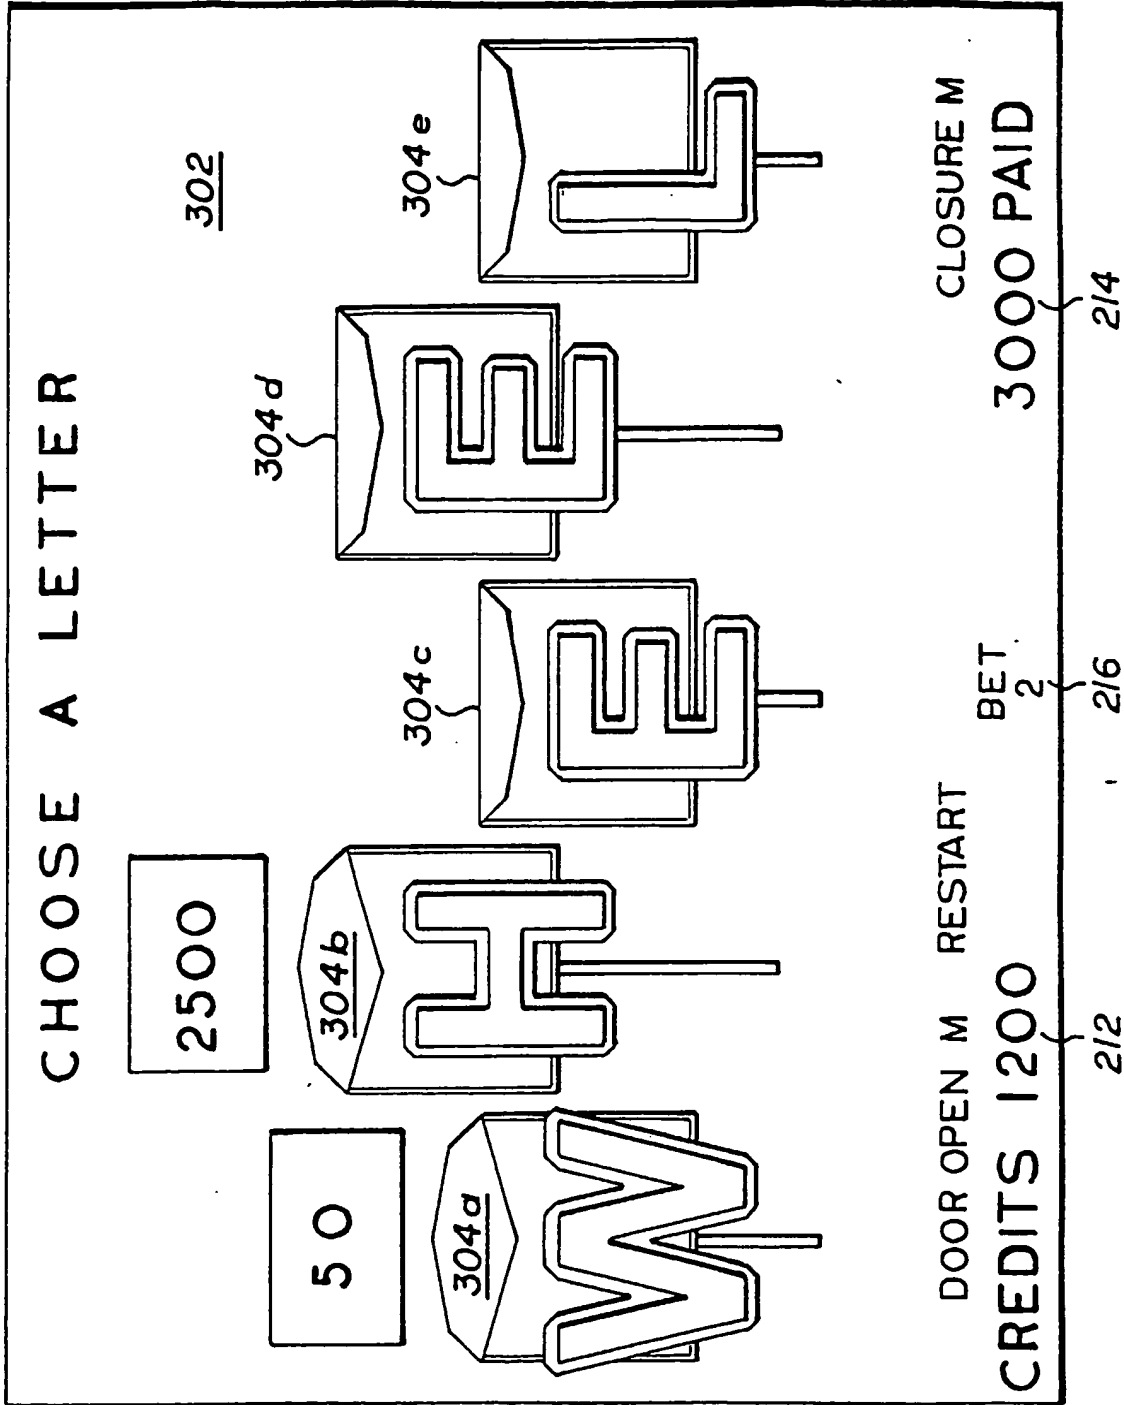 CHOOSE A LETTER
302
2500
50
304d
304b
304c
304e
304a
H
E
W
E
L
DOOR OPEN M RESTART
CLOSURE M
BET
CREDITS 1200
2
3000 PAID
212
216
214